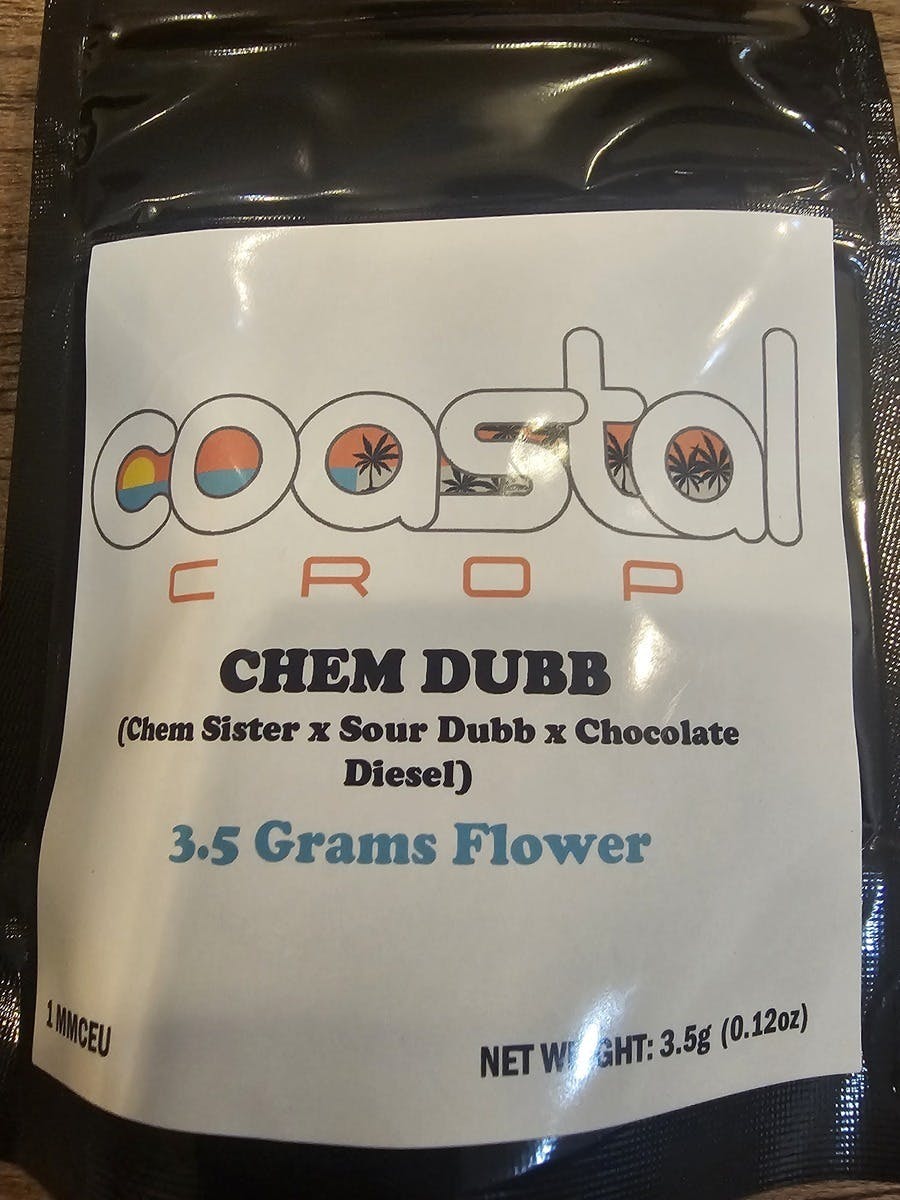 coastal
CROP
CHEM DUBB
(Chem Sister x Sour Dubb x Chocolate
Diesel)
3.5 Grams Flower
1 MMCEU
NET WEIGHT: 3.5g (0.12oz)